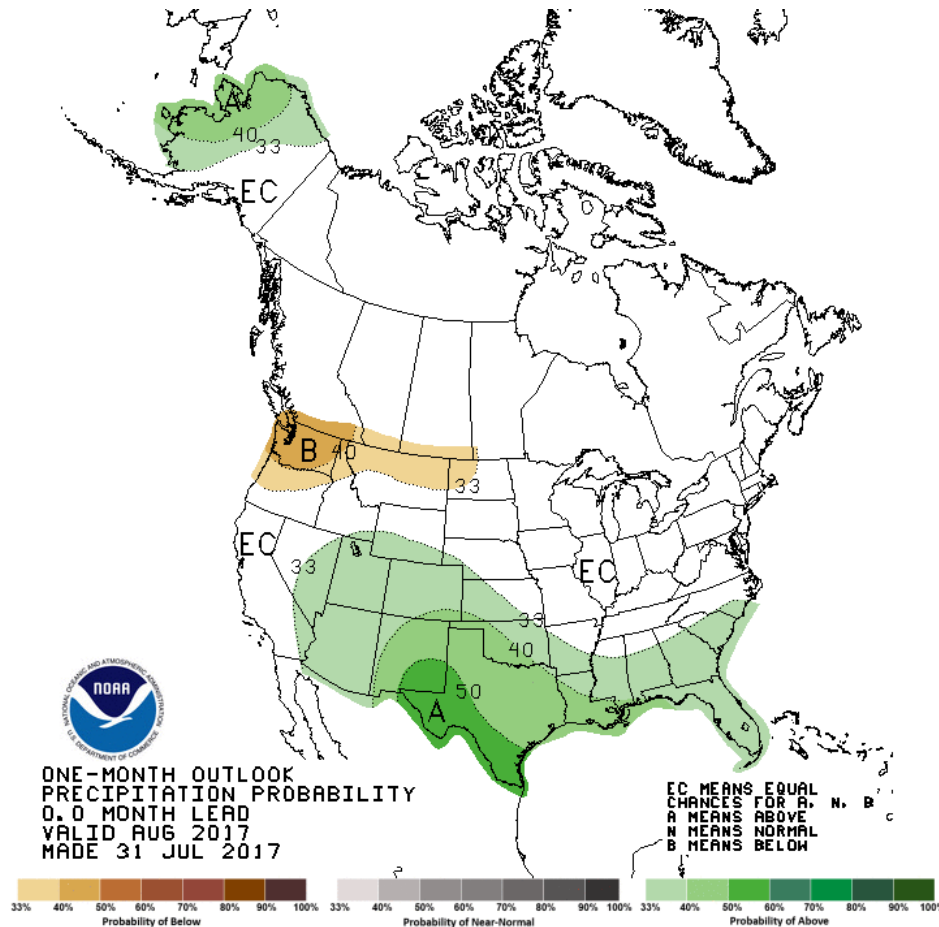 A
40
33
EC
B
40
33
EC
33
EC
33
40
50
A
NATIONAL OCEANIC AND ATMOSPHERIC ADMINISTRATION
NOAA
U.S. DEPARTMENT OF COMMERCE
ONE-MONTH OUTLOOK
PRECIPITATION PROBABILITY
0.0 MONTH LEAD
VALID AUG 2017
MADE 31 JUL 2017
EC MEANS EQUAL
CHANCES FOR A, N, B
A MEANS ABOVE
N MEANS NORMAL
B MEANS BELOW
33% 40% 50% 60% 70% 80% 90% 100%
Probability of Below
33% 40% 50% 60% 70% 80% 90% 100%
Probability of Near-Normal
33% 40% 50% 60% 70% 80% 90% 100%
Probability of Above